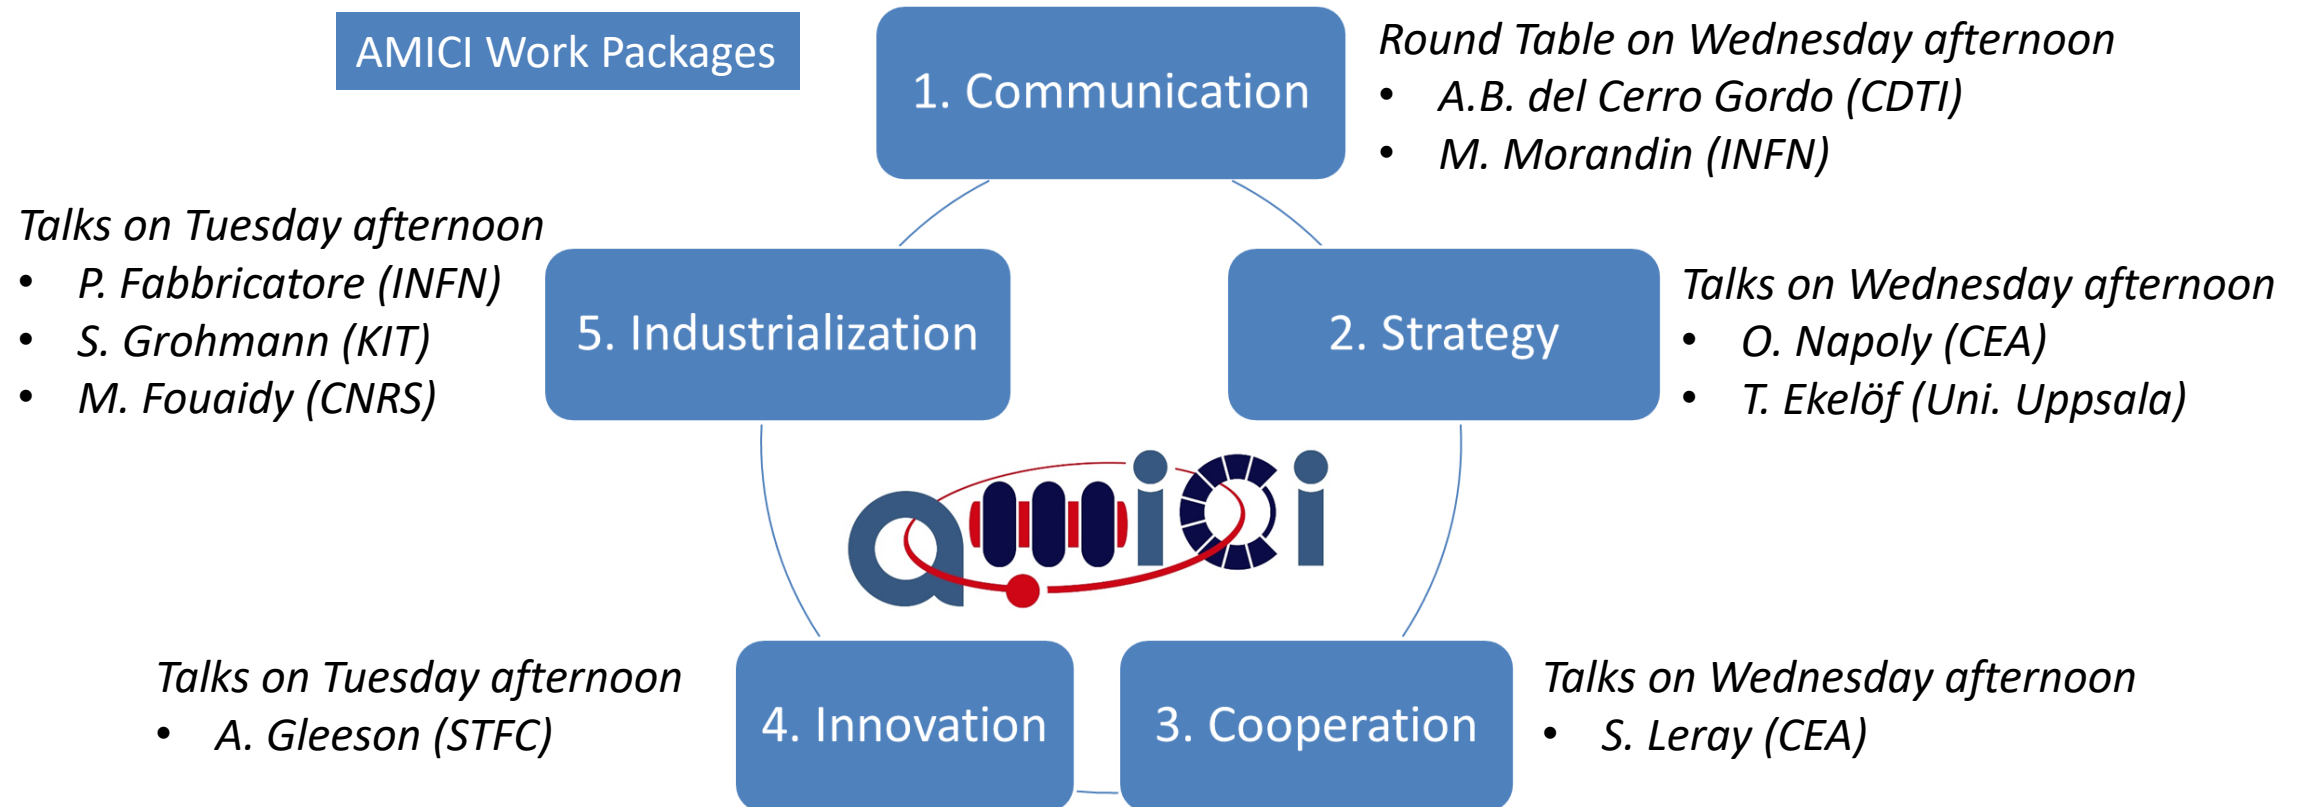 AMICI Work Packages
1. Communication
Round Table on Wednesday afternoon
• A.B. del Cerro Gordo (CDTI)
• M. Morandin (INFN)
2. Strategy
Talks on Wednesday afternoon
• O. Napoly (CEA)
• T. Ekelöf (Uni. Uppsala)
3. Cooperation
Talks on Wednesday afternoon
• S. Leray (CEA)
4. Innovation
Talks on Tuesday afternoon
• A. Gleeson (STFC)
5. Industrialization
Talks on Tuesday afternoon
• P. Fabbricatore (INFN)
• S. Grohmann (KIT)
• M. Fouaidy (CNRS)
amici